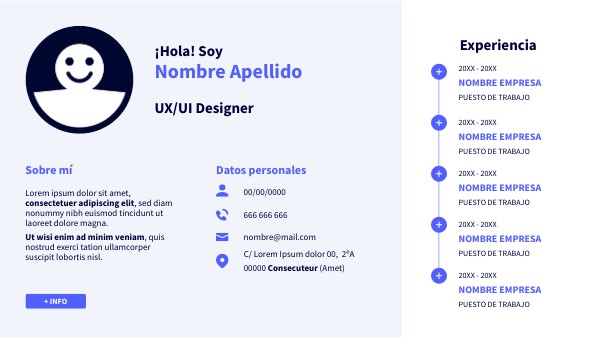 ¡Hola! Soy
Nombre Apellido
UX/UI Designer
Sobre mí
Lorem ipsum dolor sit amet,
consectetuer adipiscing elit, sed diam
nonummy nibh euismod tincidunt ut
laoreet dolore magna.
Ut wisi enim ad minim veniam, quis
nostrud exerci tation ullamcorper
suscipit lobortis nisl.
+ INFO
Datos personales
00/00/0000
666 666 666
nombre@mail.com
C/ Lorem Ipsum dolor 00, 2ºA
00000 Consecuteur (Amet)
Experiencia
20XX - 20XX
NOMBRE EMPRESA
PUESTO DE TRABAJO
20XX - 20XX
NOMBRE EMPRESA
PUESTO DE TRABAJO
20XX - 20XX
NOMBRE EMPRESA
PUESTO DE TRABAJO
20XX - 20XX
NOMBRE EMPRESA
PUESTO DE TRABAJO
20XX - 20XX
NOMBRE EMPRESA
PUESTO DE TRABAJO